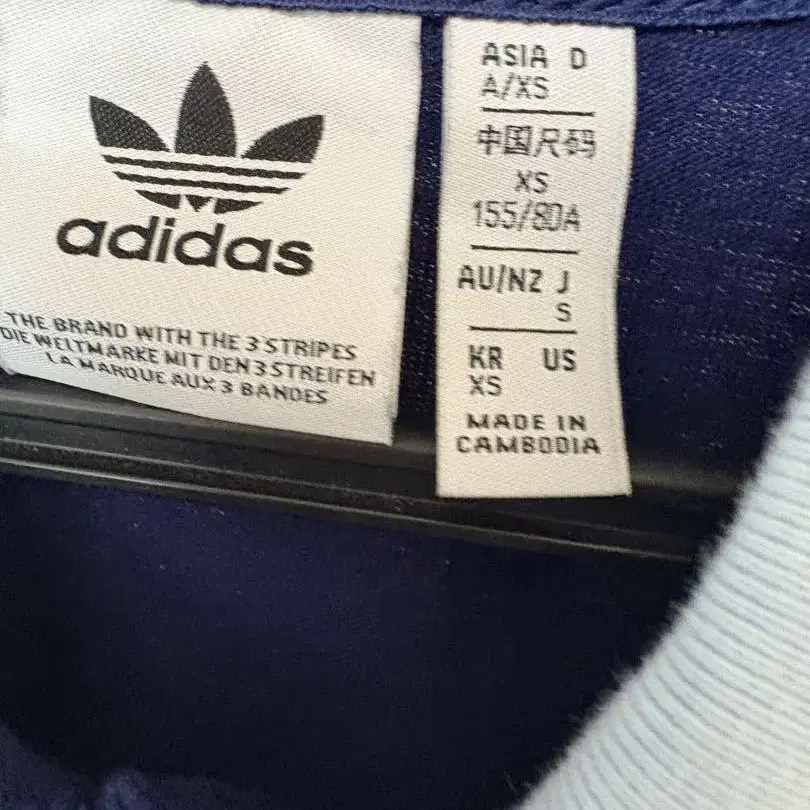 adidas
THE BRAND WITH THE 3 STRIPES
DIE WELTMARKE MIT DEN 3 STREIFEN
LA MARQUE AUX 3 BANDES
ASIA D
A/XS
中国尺码
XS
155/80A
AU/NZ J
S
KR US
XS
MADE IN
CAMBODIA